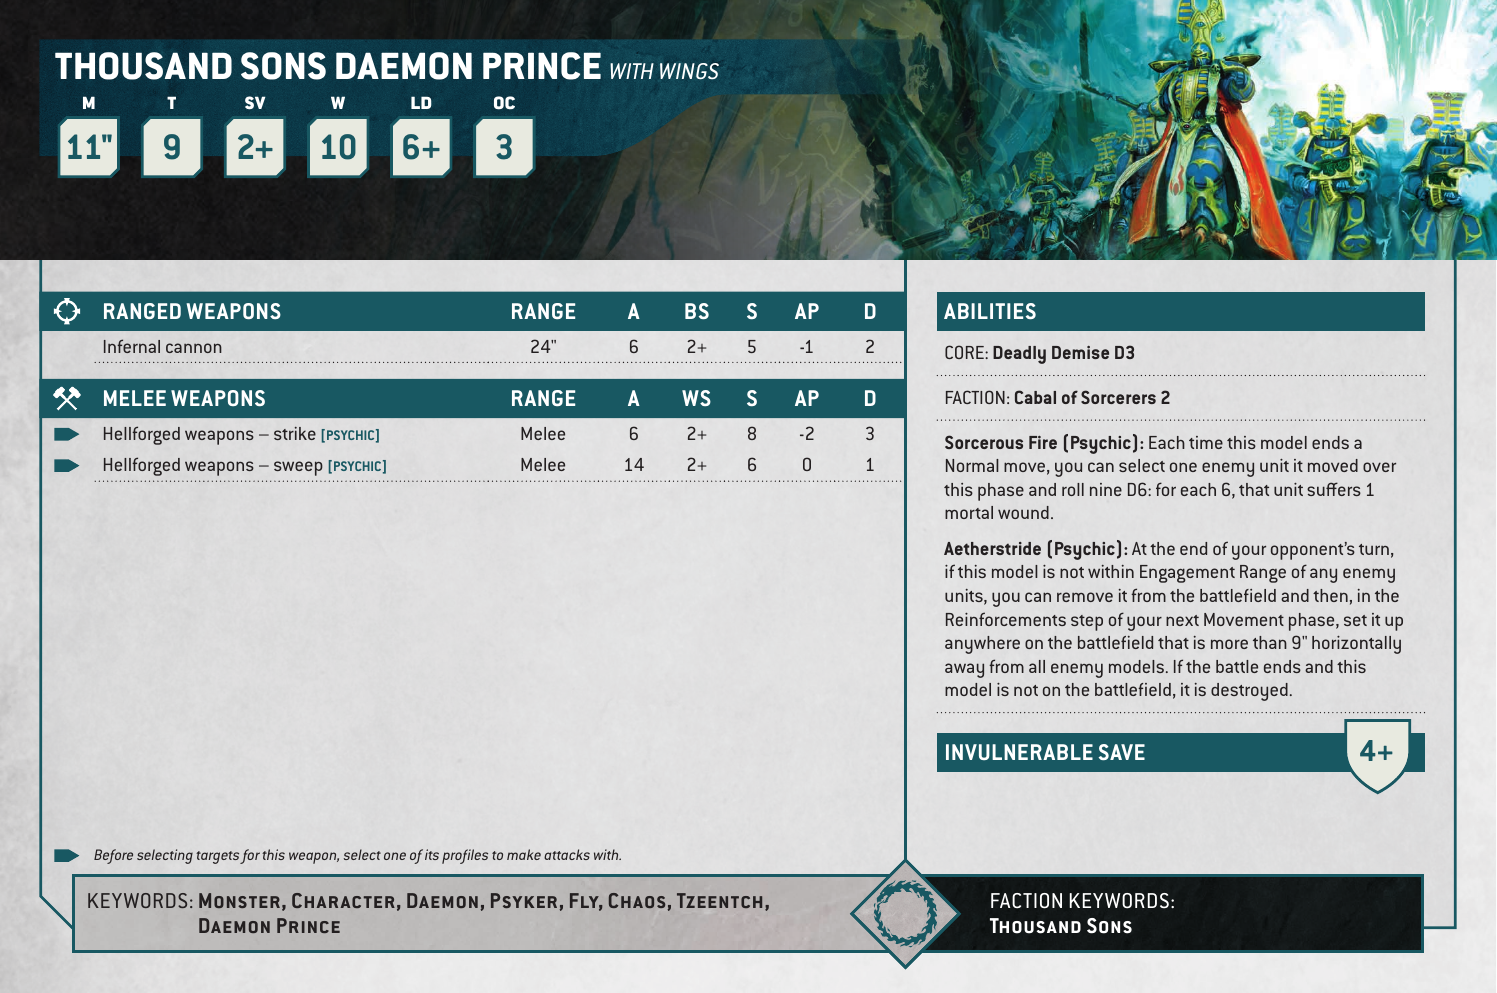 THOUSAND SONS DAEMON PRINCE WITH WINGS
M T SV W LD OC
11" 9 2+ 10 6+ 3
RANGED WEAPONS RANGE A BS S AP D
Infernal cannon 24" 6 2+ 5 -1 2
MELEE WEAPONS RANGE A WS S AP D
Hellforged weapons – strike [PSYCHIC] Melee 6 2+ 8 -2 3
Hellforged weapons – sweep [PSYCHIC] Melee 14 2+ 6 0 1
Before selecting targets for this weapon, select one of its profiles to make attacks with.
ABILITIES
CORE: Deadly Demise D3
FACTION: Cabal of Sorcerers 2
Sorcerous Fire (Psychic): Each time this model ends a
Normal move, you can select one enemy unit it moved over
this phase and roll nine D6: for each 6, that unit suffers 1
mortal wound.
Aetherstride (Psychic): At the end of your opponent’s turn,
if this model is not within Engagement Range of any enemy
units, you can remove it from the battlefield and then, in the
Reinforcements step of your next Movement phase, set it up
anywhere on the battlefield that is more than 9" horizontally
away from all enemy models. If the battle ends and this
model is not on the battlefield, it is destroyed.
INVULNERABLE SAVE 4+
KEYWORDS: MONSTER, CHARACTER, DAEMON, PSYKER, FLY, CHAOS, TZEENTCH,
DAEMON PRINCE
FACTION KEYWORDS:
THOUSAND SONS